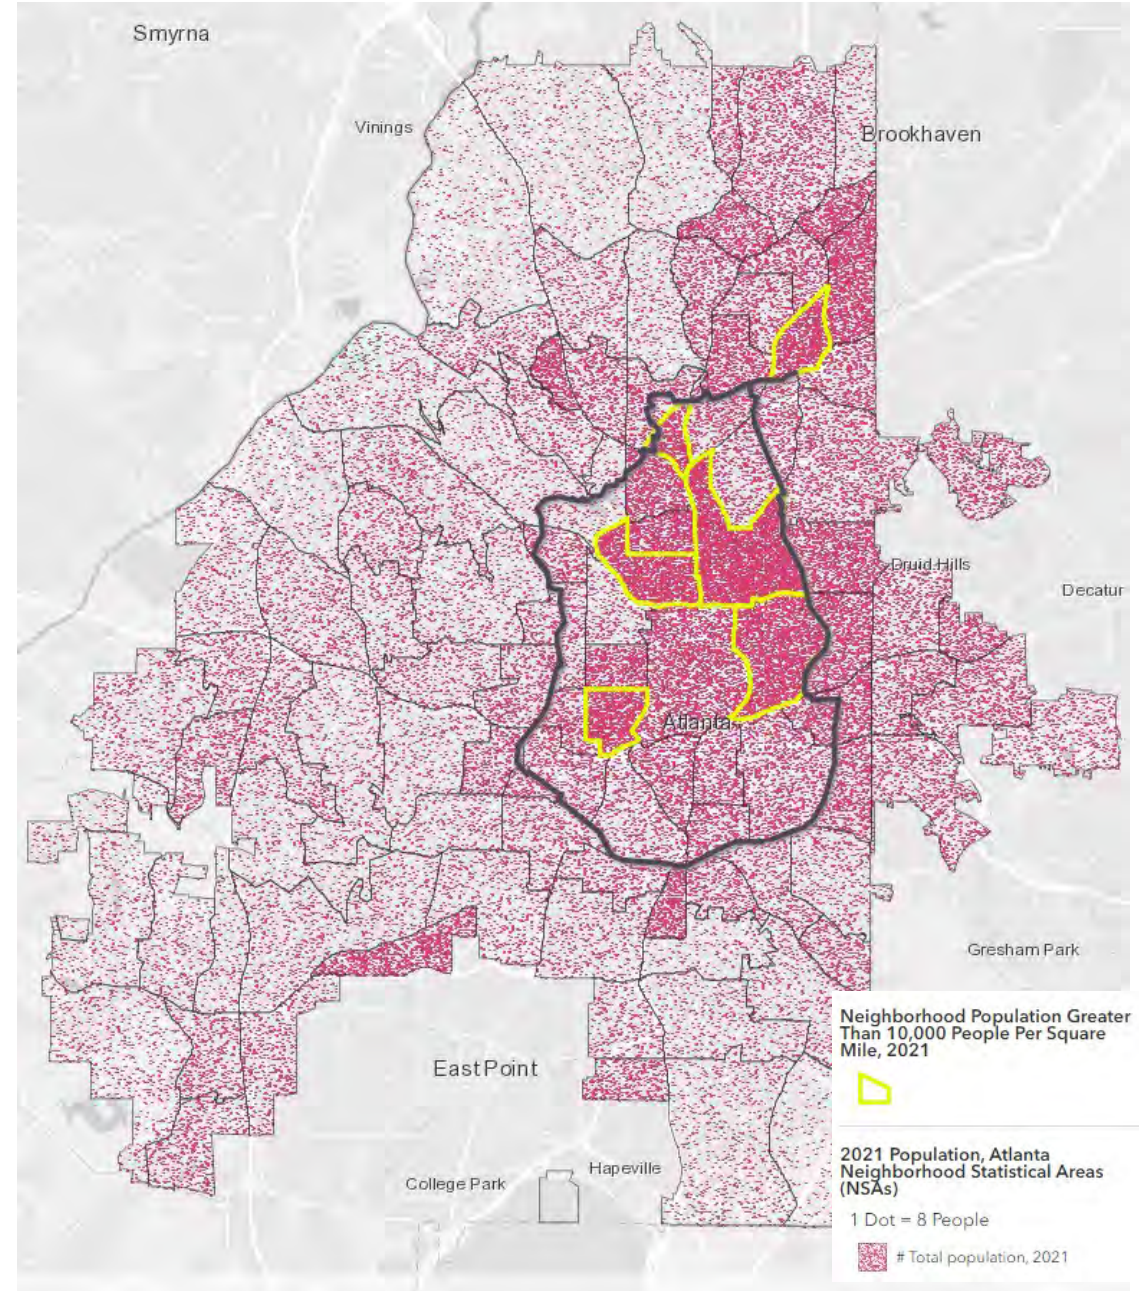 Smyrna
Vinings
Brookhaven
Druid Hills
Decatur
Atlanta
Gresham Park
East Point
Hapeville
College Park
Neighborhood Population Greater
Than 10,000 People Per Square
Mile, 2021
2021 Population, Atlanta
Neighborhood Statistical Areas
(NSAs)
1 Dot = 8 People
# Total population, 2021